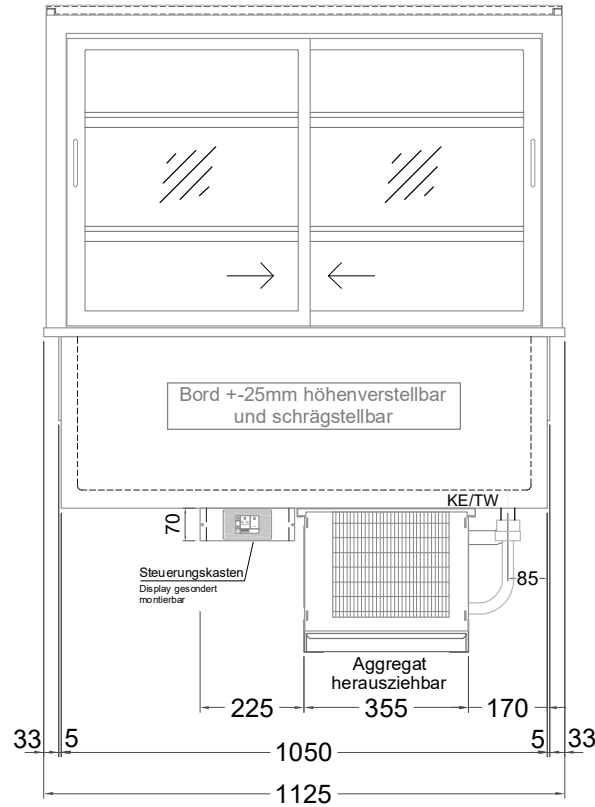 Bord +-25mm höhenverstellbar
und schrägstellbar
KE/TW
70
Steuerungskasten
Display gesondert
montierbar
85
Aggregat
herausziehbar
225
355
170
33
5
1050
5
33
1125